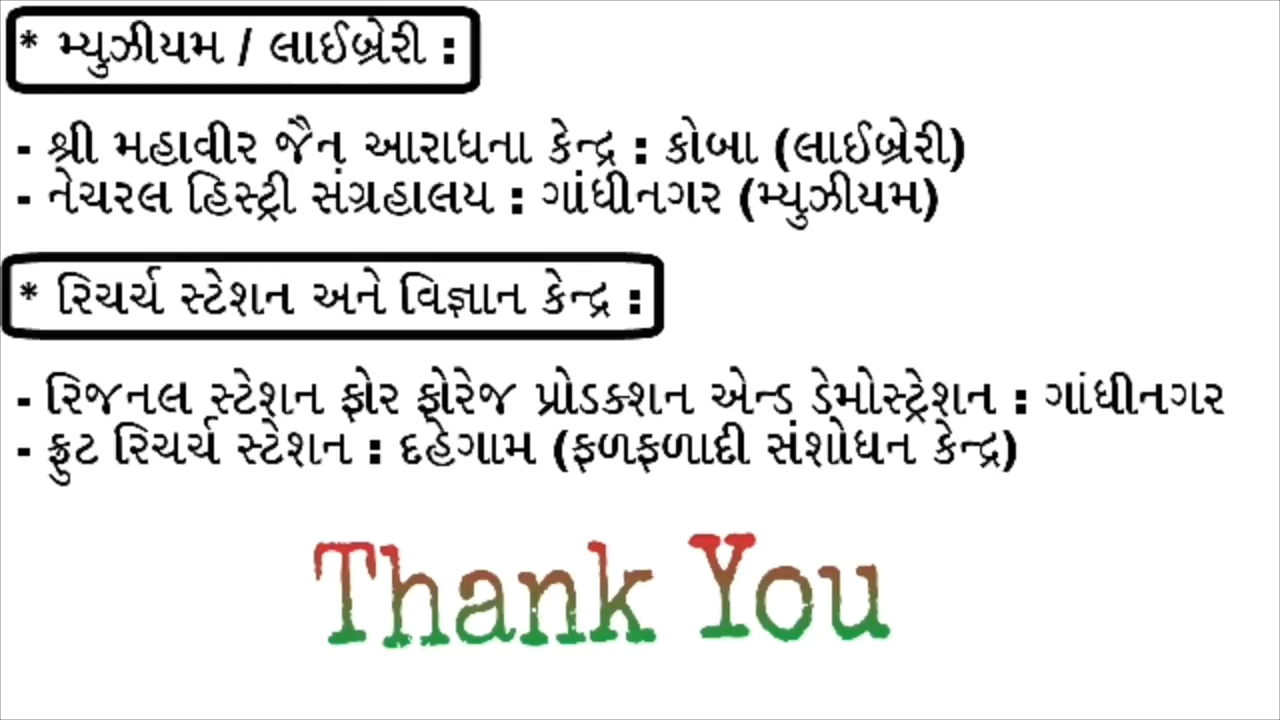 * મ્યુઝીયમ / લાઈબ્રેરી :
- શ્રી મહાવીર જૈન આરાધના કેન્દ્ર : કોબા (લાઈબ્રેરી)
- નેચરલ હિસ્ટ્રી સંગ્રહાલય : ગાંધીનગર (મ્યુઝીયમ)
* રિચર્ચ સ્ટેશન અને વિજ્ઞાન કેન્દ્ર :
- રિજનલ સ્ટેશન ફોર ફોરેજ પ્રોડક્શન એન્ડ ડેમોસ્ટ્રેશન : ગાંધીનગર
- ફ્રુટ રિચર્ચ સ્ટેશન : દહેગામ (ફળફળાદી સંશોધન કેન્દ્ર)
Thank You